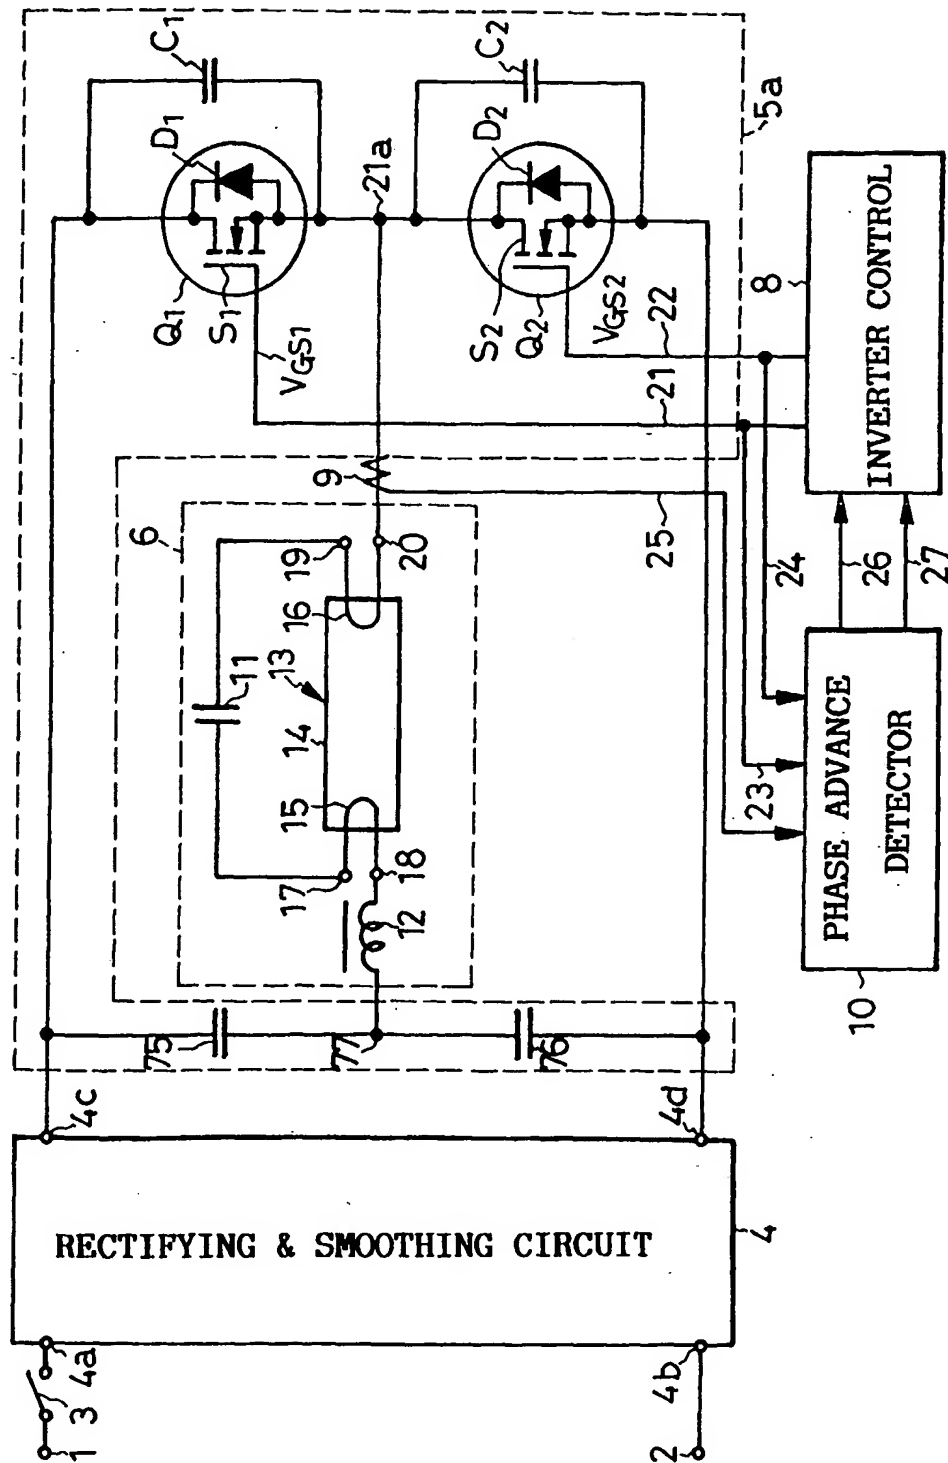 1
3
4a
2
4b
RECTIFYING & SMOOTHING CIRCUIT
4
4c
4d
75
77
76
6
11
17
18
12
15
14
13
16
19
20
9
25
Q1
S1
D1
C1
VGS1
21a
S2
Q2
D2
C2
VGS2
21
22
5a
23
24
PHASE ADVANCE
DETECTOR
10
26
27
INVERTER CONTROL
8